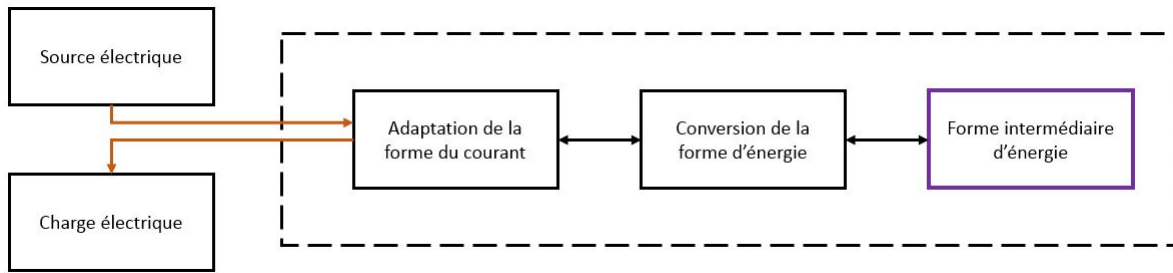 Source électrique
Adaptation de la
forme du courant
Conversion de la
forme d'énergie
Forme intermédiaire
d'énergie
Charge électrique